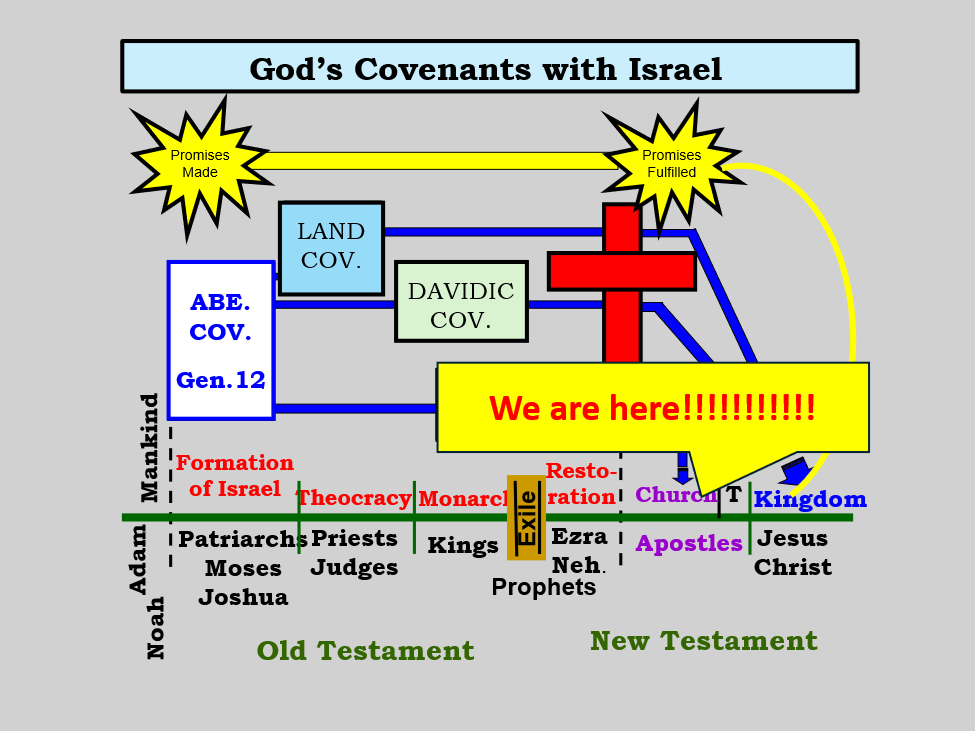 God's Covenants with Israel
Promises
Made
Promises
Fulfilled
LAND
COV.
ABE.
COV.
Gen.12
DAVIDIC
COV.
We are here!!!!!!!!!!!
Mankind
Adam
Noah
Formation
of Israel
Theocracy
Monarc
Exile
Resto-
ration
Church
T
Kingdom
Patriarchs
Moses
Joshua
Priests
Judges
Kings
Ezra
Neh.
Prophets
Apostles
Jesus
Christ
Old Testament
New Testament